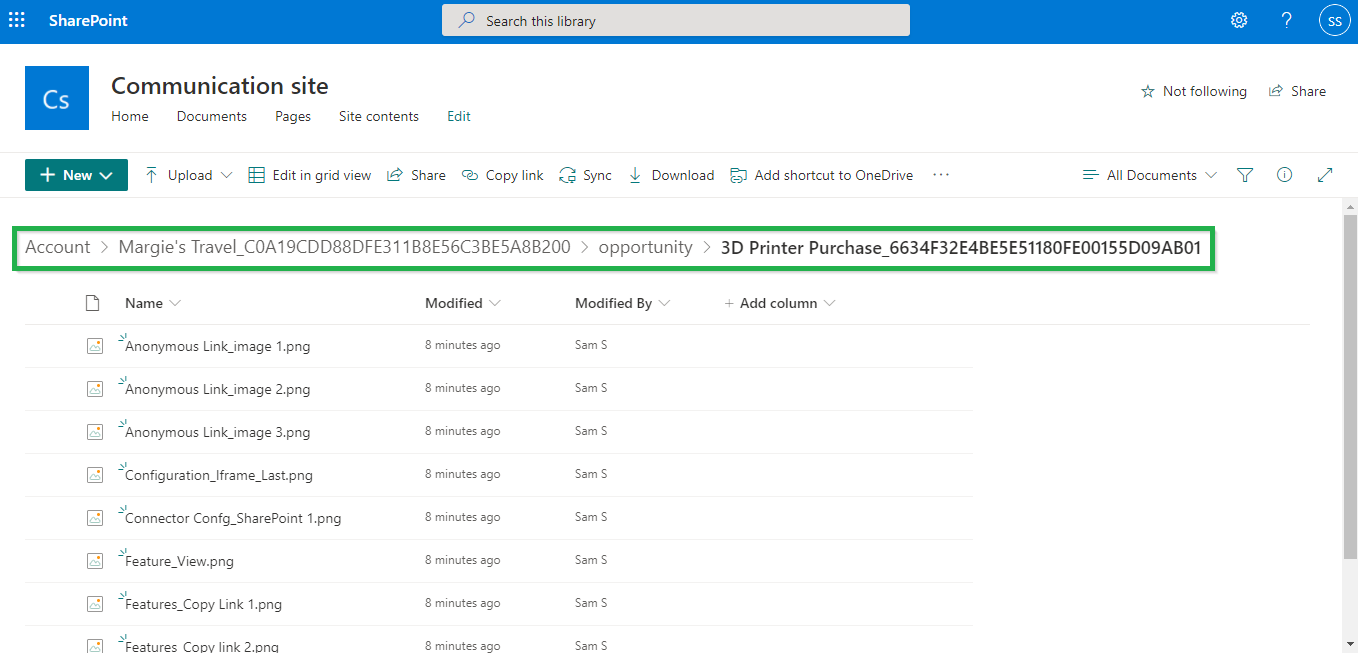 SharePoint
Search this library
?
SS
Cs
Communication site
Home Documents Pages Site contents Edit
Not following Share
+ New Upload Edit in grid view Share Copy link Sync Download Add shortcut to OneDrive ··· All Documents
Account > Margie's Travel_C0A19CDD88DFE311B8E56C3BE5A8B200 > opportunity > 3D Printer Purchase_6634F32E4BE5E51180FE00155D09AB01
Name Modified Modified By + Add column
Anonymous Link_image 1.png 8 minutes ago Sam S
Anonymous Link_image 2.png 8 minutes ago Sam S
Anonymous Link_image 3.png 8 minutes ago Sam S
Configuration_Iframe_Last.png 8 minutes ago Sam S
Connector Confg_SharePoint 1.png 8 minutes ago Sam S
Feature_View.png 8 minutes ago Sam S
Features_Copy Link 1.png 8 minutes ago Sam S
Features_Copy link 2.png 8 minutes ago Sam S